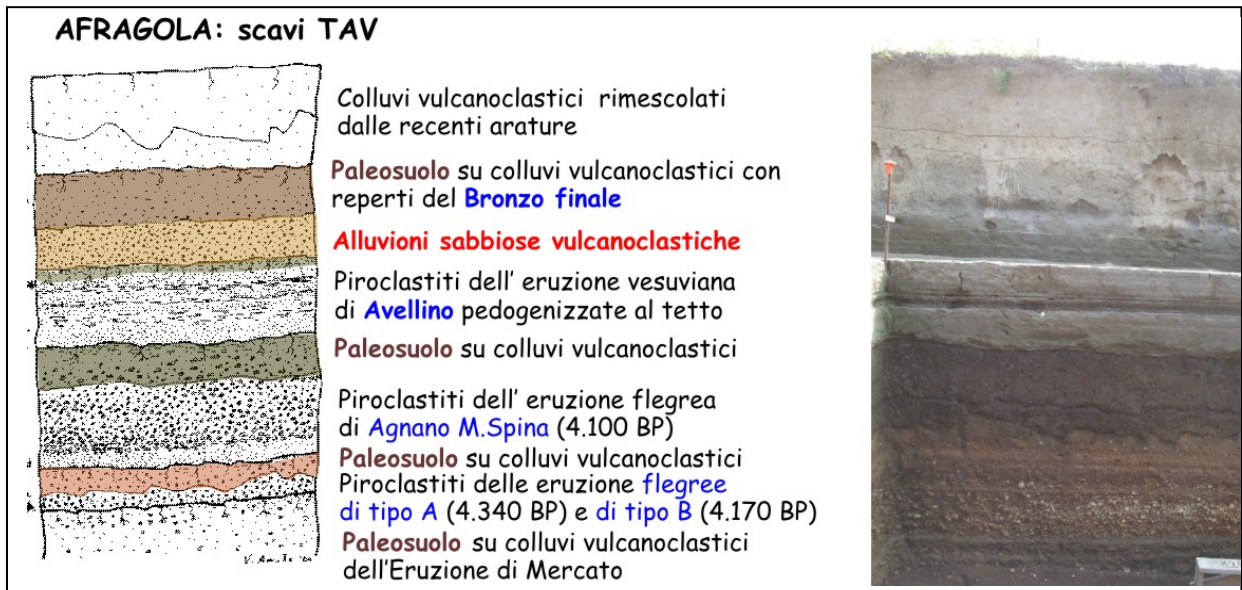 AFRAGOLA: scavi TAV
Colluvi vulcanoclastici rimescolati
dalle recenti arature
Paleosuolo su colluvi vulcanoclastici con
reperti del Bronzo finale
Alluvioni sabbiose vulcanoclastiche
Piroclastiti dell' eruzione vesuviana
di Avellino pedogenizzate al tetto
Paleosuolo su colluvi vulcanoclastici
Piroclastiti dell' eruzione flegrea
di Agnano M.Spina (4.100 BP)
Paleosuolo su colluvi vulcanoclastici
Piroclastiti delle eruzione flegree
di tipo A (4.340 BP) e di tipo B (4.170 BP)
Paleosuolo su colluvi vulcanoclastici
dell'Eruzione di Mercato